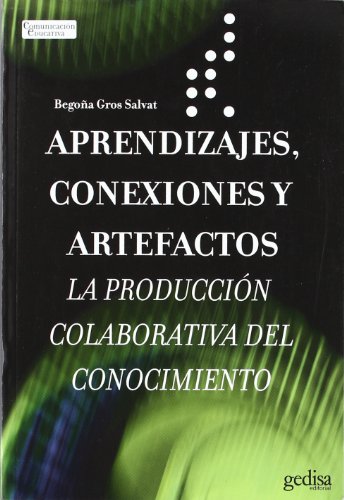 Comunicación
educativa
Begoña Gros Salvat
APRENDIZAJES,
CONEXIONES Y
ARTEFACTOS
LA PRODUCCIÓN
COLABORATIVA DEL
CONOCIMIENTO
gedisa
editorial